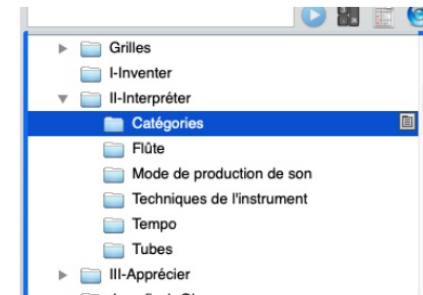 Grilles
I-Inventer
II-Interpréter
Catégories
Flûte
Mode de production de son
Techniques de l'instrument
Tempo
Tubes
III-Apprécier